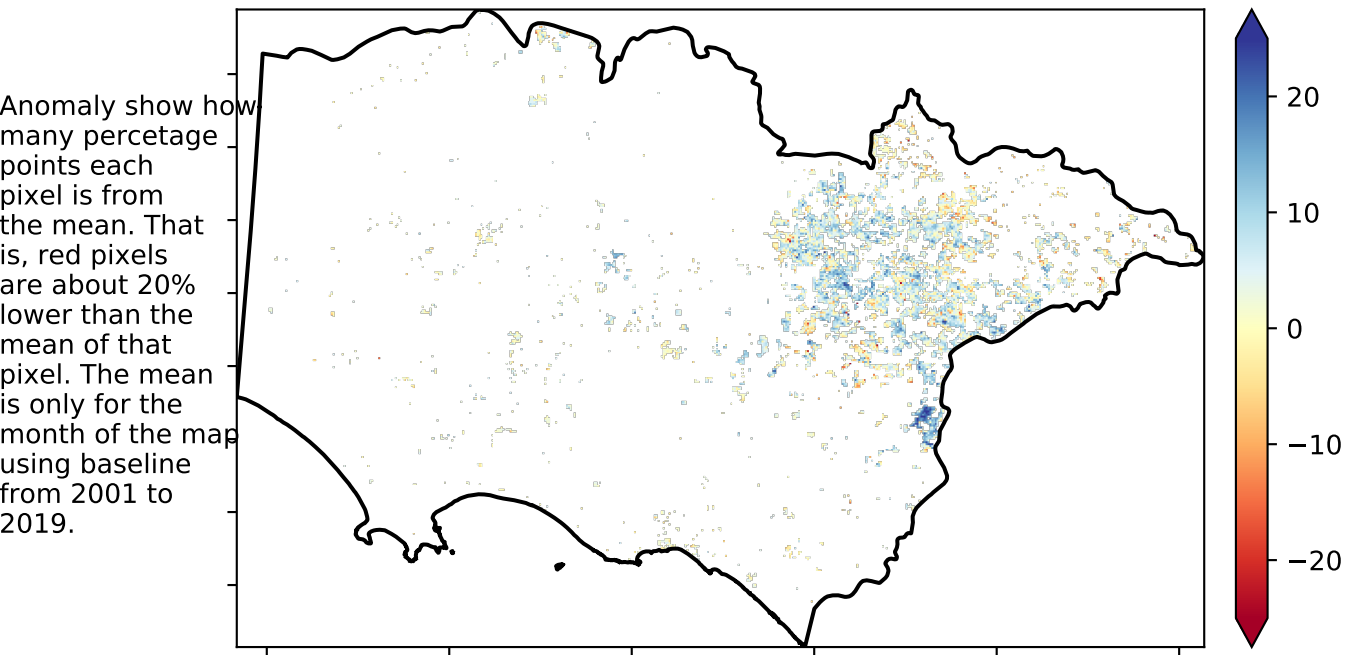 Anomaly show how
many percetage
points each
pixel is from
the mean. That
is, red pixels
are about 20%
lower than the
mean of that
pixel. The mean
is only for the
month of the map
using baseline
from 2001 to
2019.
20
10
0
−10
−20